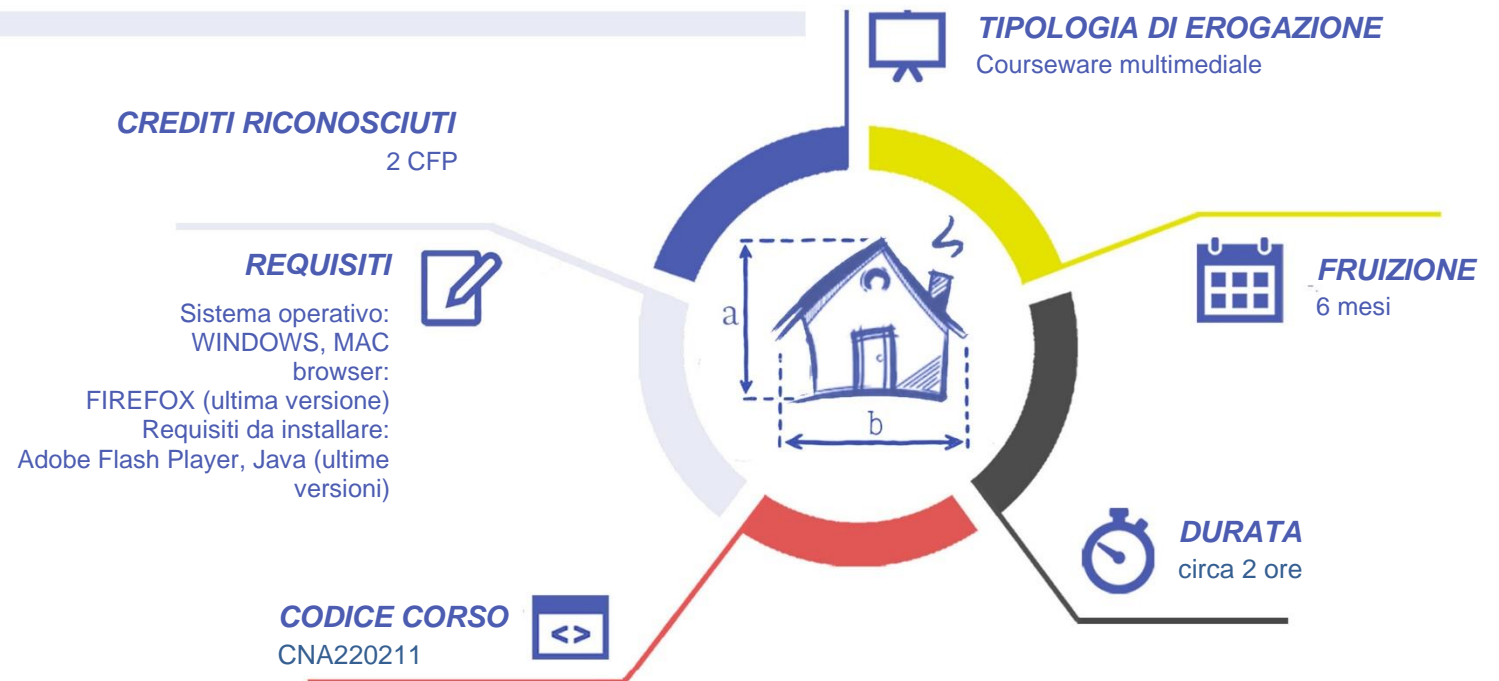 TIPOLOGIA DI EROGAZIONE
Courseware multimediale
CREDITI RICONOSCIUTI
2 CFP
REQUISITI
Sistema operativo:
WINDOWS, MAC
browser:
FIREFOX (ultima versione)
Requisiti da installare:
Adobe Flash Player, Java (ultime
versioni)
a
b
FRUIZIONE
6 mesi
DURATA
circa 2 ore
CODICE CORSO
CNA220211
<>